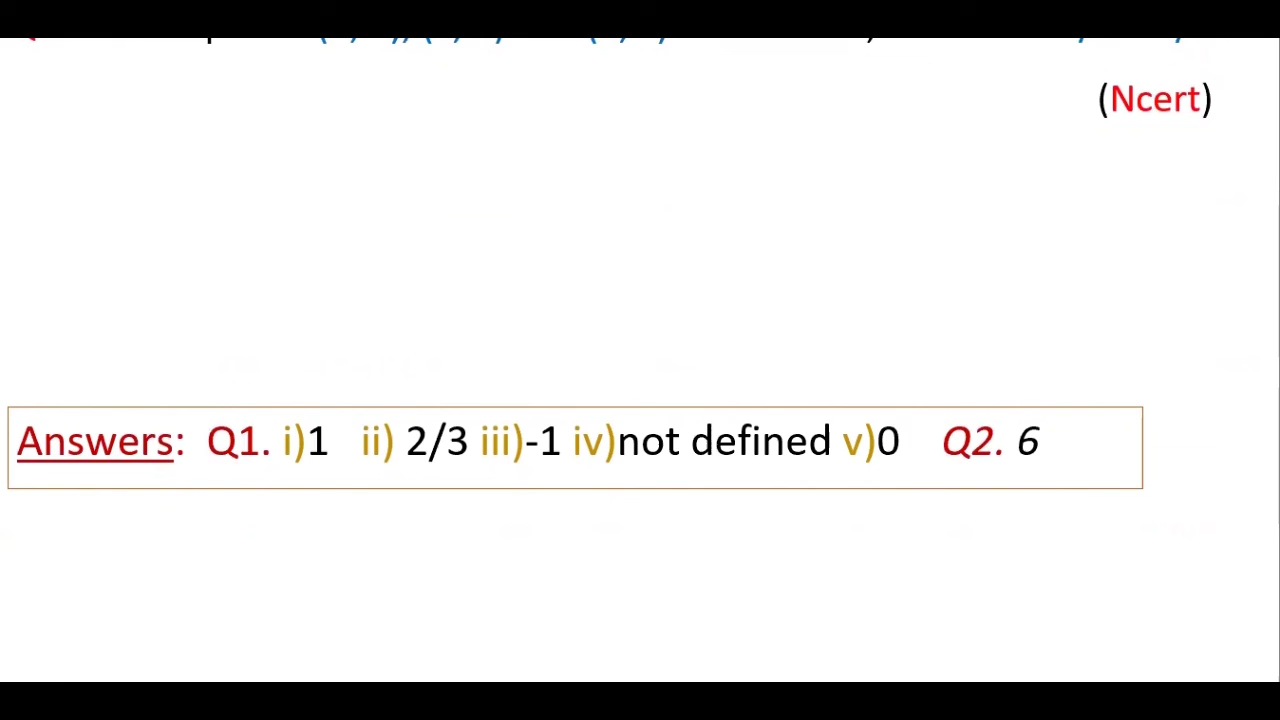 (Ncert)
Answers: Q1. i)1 ii) 2/3 iii)-1 iv)not defined v)0 Q2. 6